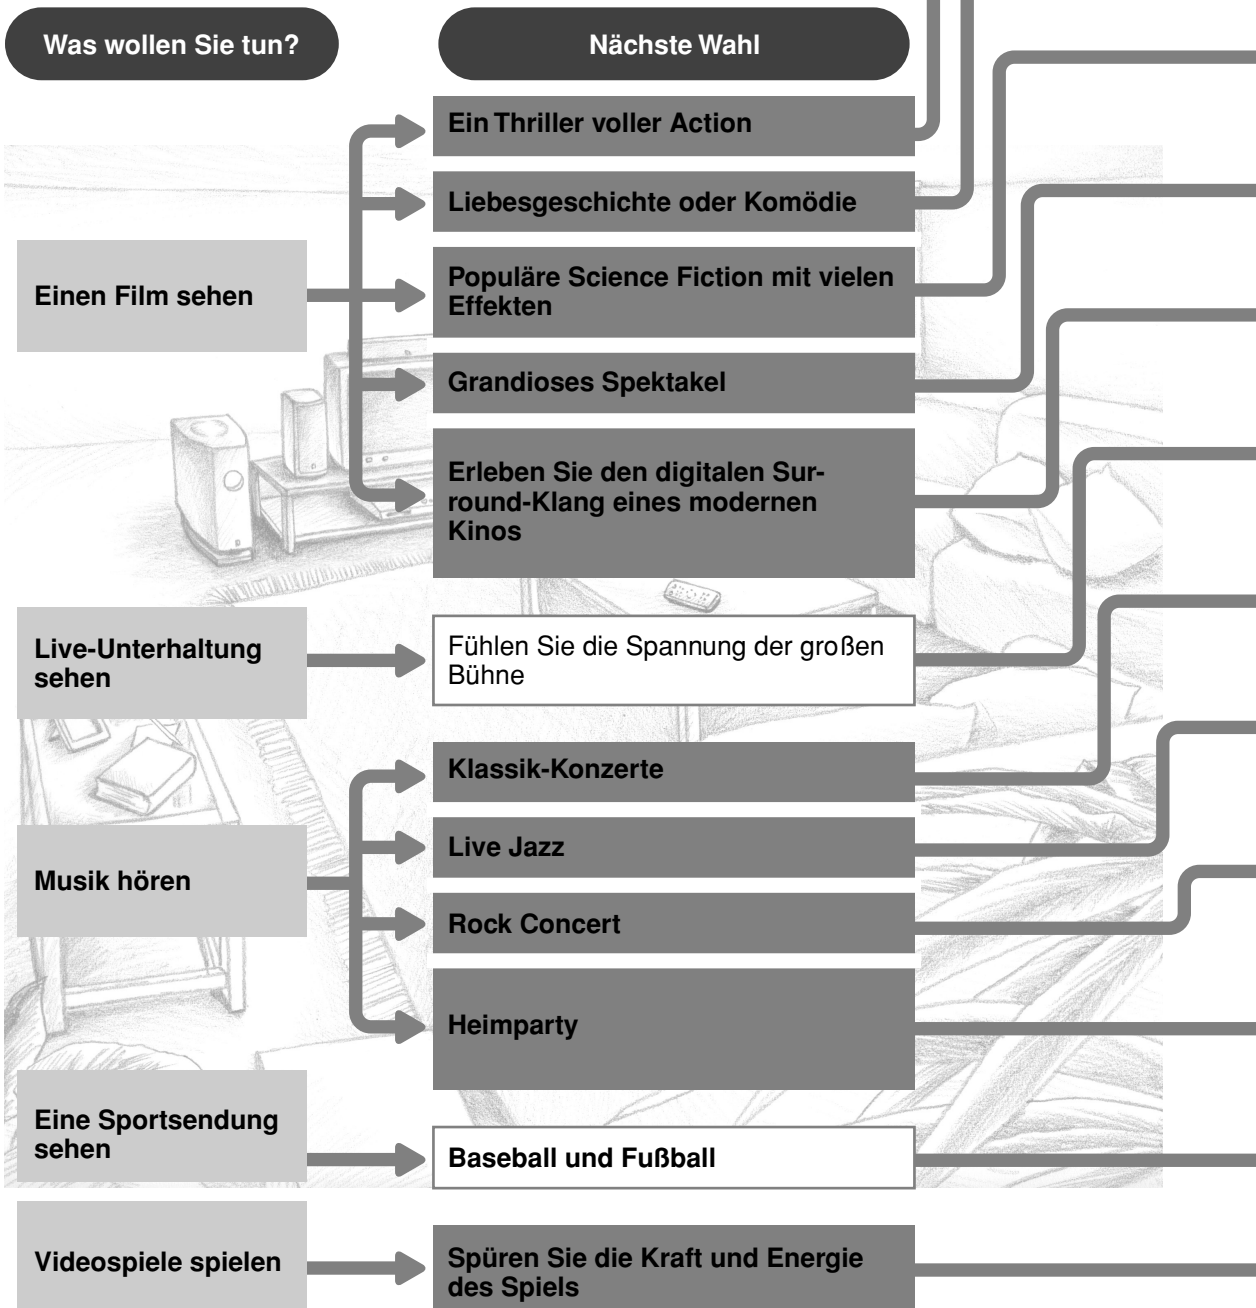 Was wollen Sie tun?
Nächste Wahl
Einen Film sehen
Ein Thriller voller Action
Liebesgeschichte oder Komödie
Populäre Science Fiction mit vielen
Effekten
Grandioses Spektakel
Erleben Sie den digitalen Sur-
round-Klang eines modernen
Kinos
Live-Unterhaltung
sehen
Fühlen Sie die Spannung der großen
Bühne
Musik hören
Klassik-Konzerte
Live Jazz
Rock Concert
Heimparty
Eine Sportsendung
sehen
Baseball und Fußball
Videospiele spielen
Spüren Sie die Kraft und Energie
des Spiels